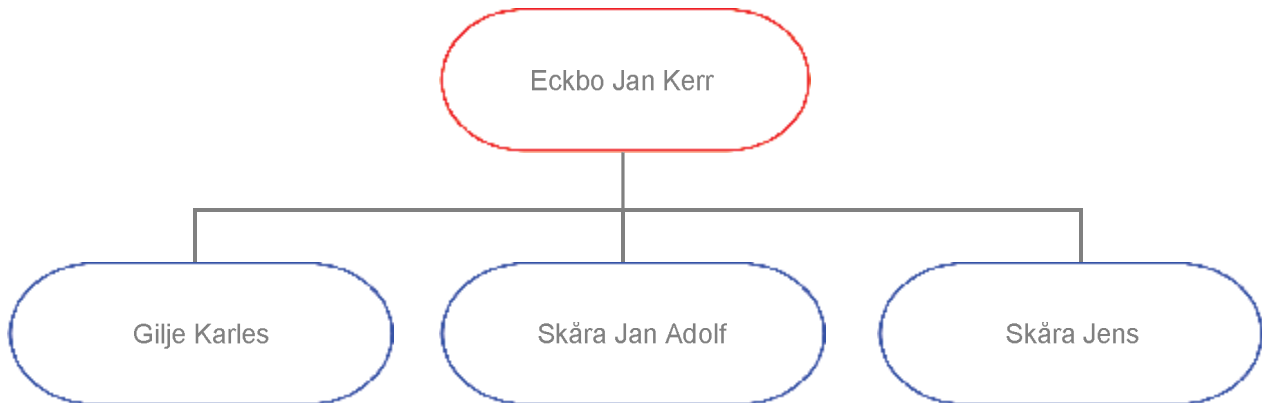 Eckbo Jan Kerr
Gilje Karles
Skåra Jan Adolf
Skåra Jens